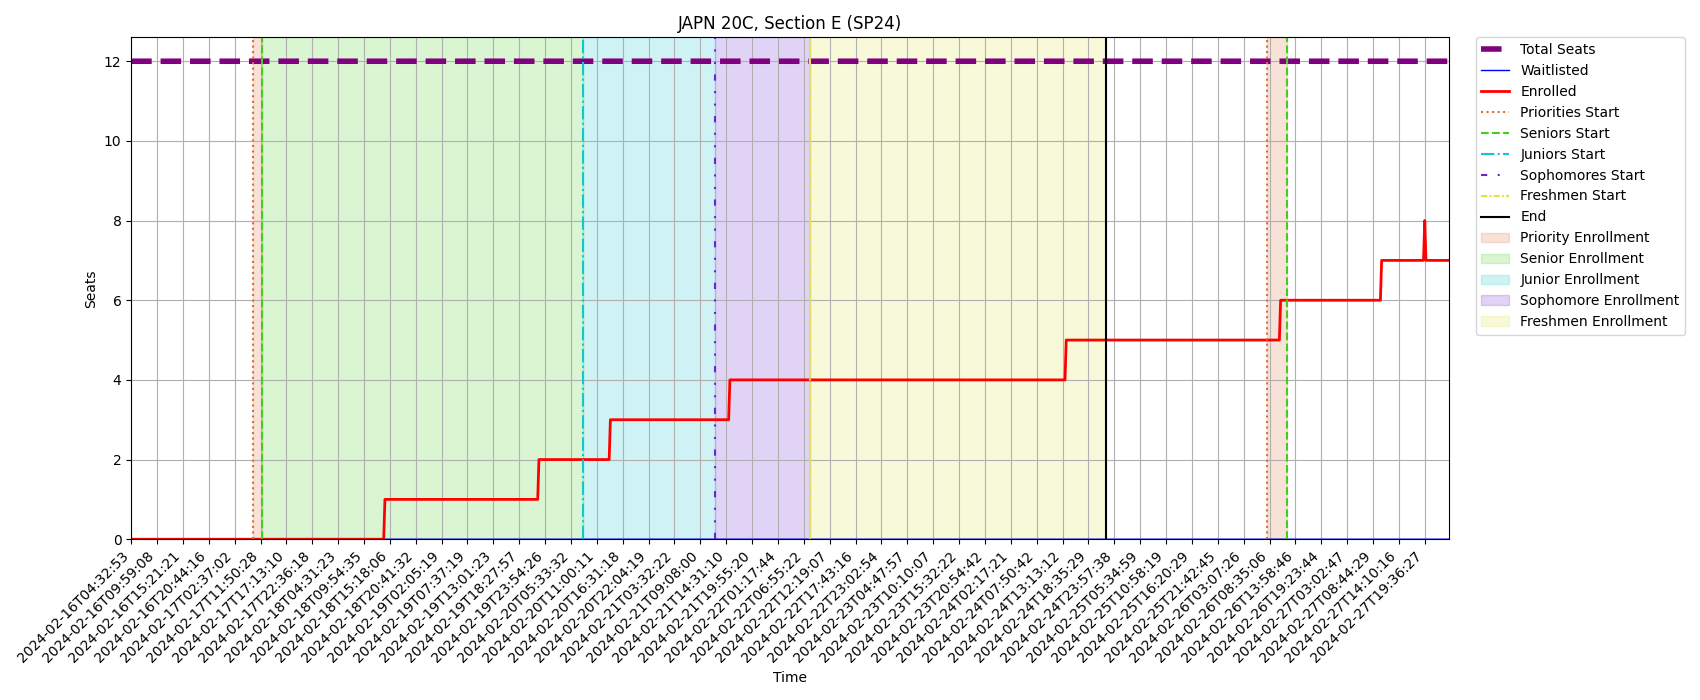 JAPN 20C, Section E (SP24)
Seats
12
10
8
6
4
2
0
2024-02-16T04:32:53
2024-02-16T09:59:08
2024-02-16T15:21:21
2024-02-16T20:44:16
2024-02-17T02:37:02
2024-02-17T11:50:28
2024-02-17T17:13:10
2024-02-17T22:36:18
2024-02-18T04:31:23
2024-02-18T09:54:35
2024-02-18T15:18:06
2024-02-18T20:41:32
2024-02-19T02:05:19
2024-02-19T07:37:19
2024-02-19T13:01:23
2024-02-19T18:27:57
2024-02-19T23:54:26
2024-02-20T05:33:32
2024-02-20T11:00:11
2024-02-20T16:31:18
2024-02-20T22:04:19
2024-02-21T03:32:22
2024-02-21T09:08:00
2024-02-21T14:31:10
2024-02-21T19:55:20
2024-02-22T01:17:44
2024-02-22T06:55:22
2024-02-22T12:19:07
2024-02-22T17:43:16
2024-02-22T23:02:54
2024-02-23T04:47:57
2024-02-23T10:10:07
2024-02-23T15:32:22
2024-02-23T20:54:42
2024-02-24T02:17:21
2024-02-24T07:50:42
2024-02-24T13:13:12
2024-02-24T18:35:29
2024-02-24T23:57:38
2024-02-25T05:34:59
2024-02-25T10:58:19
2024-02-25T16:20:29
2024-02-25T21:42:45
2024-02-26T03:07:26
2024-02-26T08:35:06
2024-02-26T13:58:46
2024-02-26T19:23:44
2024-02-27T03:02:47
2024-02-27T08:44:29
2024-02-27T14:10:16
2024-02-27T19:36:27
Time
Total Seats
Waitlisted
Enrolled
Priorities Start
Seniors Start
Juniors Start
Sophomores Start
Freshmen Start
End
Priority Enrollment
Senior Enrollment
Junior Enrollment
Sophomore Enrollment
Freshmen Enrollment